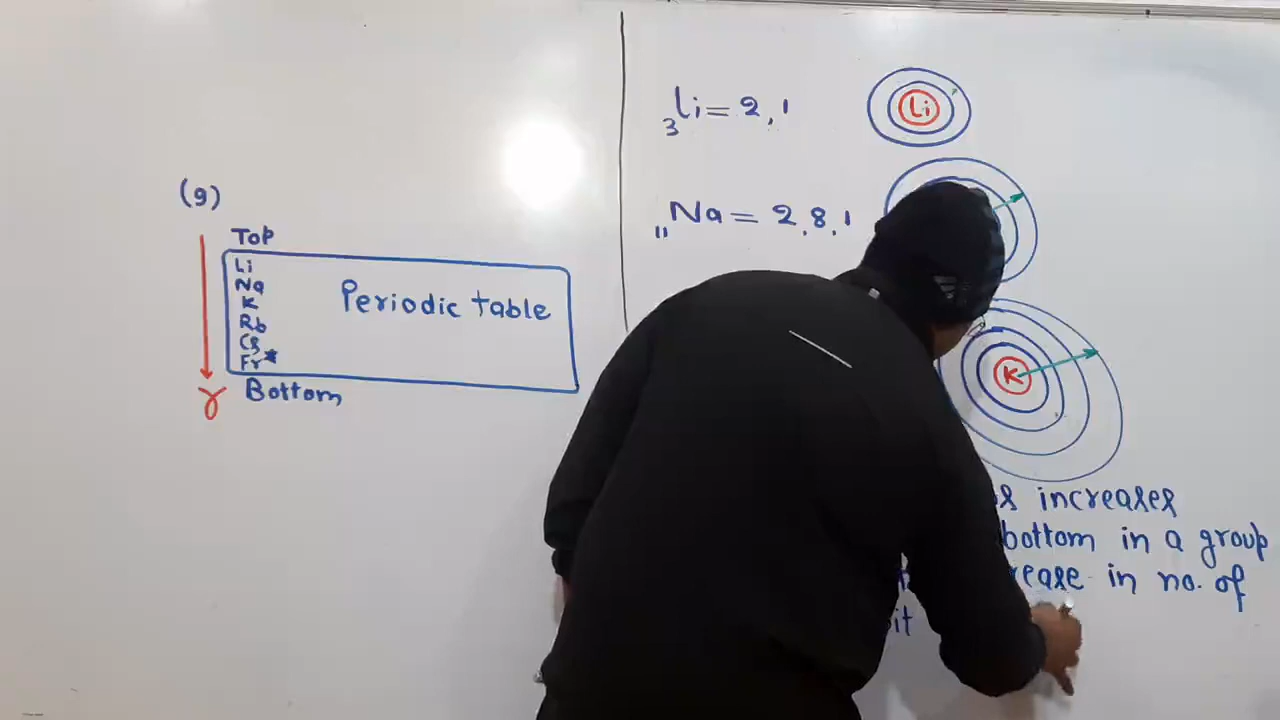 (9)
Top
Li
Na
K
Rb
Cs
Fr*
Bottom
γ
Periodic table
₃Li = 2,1
Li
₁₁Na = 2,8,1
K
increases
bottom in a group
in no. of